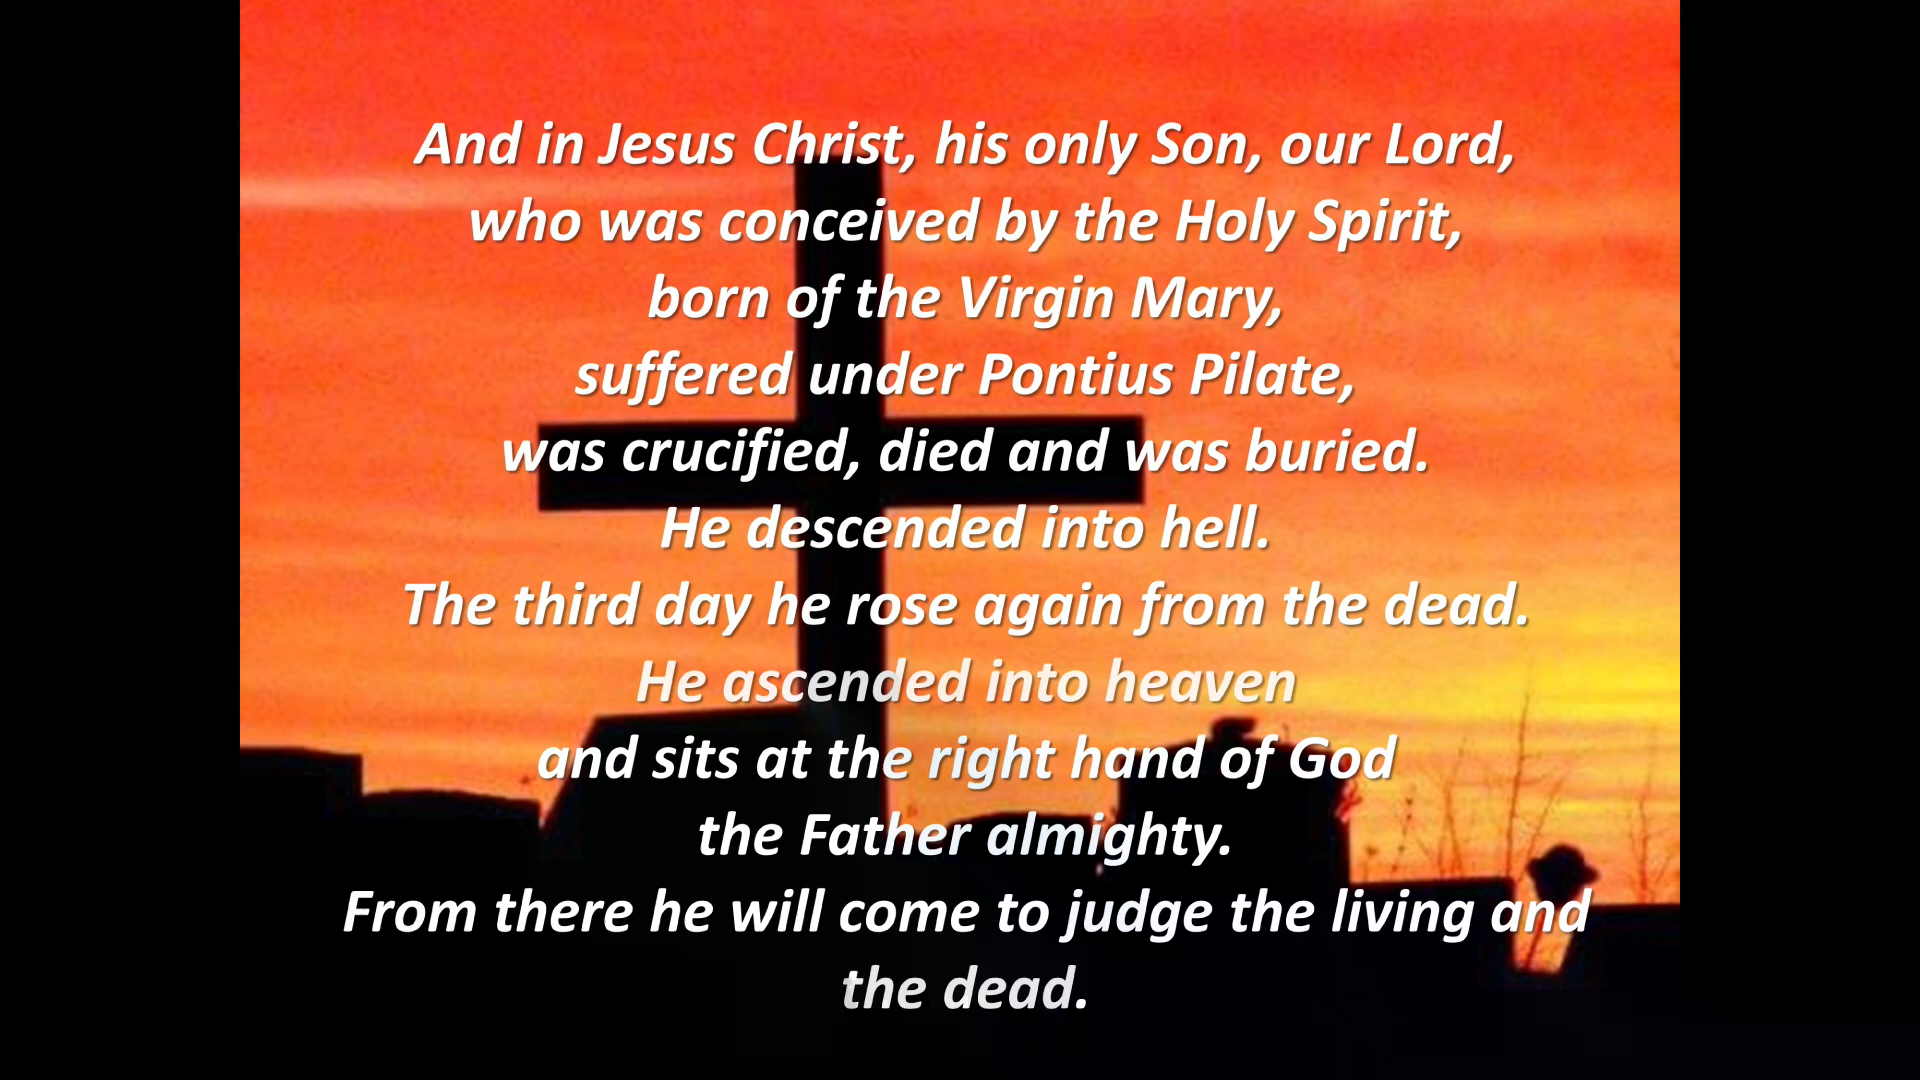 And in Jesus Christ, his only Son, our Lord,
who was conceived by the Holy Spirit,
born of the Virgin Mary,
suffered under Pontius Pilate,
was crucified, died and was buried.
He descended into hell.
The third day he rose again from the dead.
He ascended into heaven
and sits at the right hand of God
the Father almighty.
From there he will come to judge the living and
the dead.